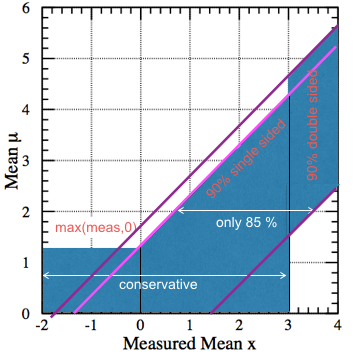 6
5
4
3
2
1
0
-2 -1 0 1 2 3 4
Mean μ
Measured Mean x
max(meas,0)
90% single sided
90% double sided
only 85 %
conservative